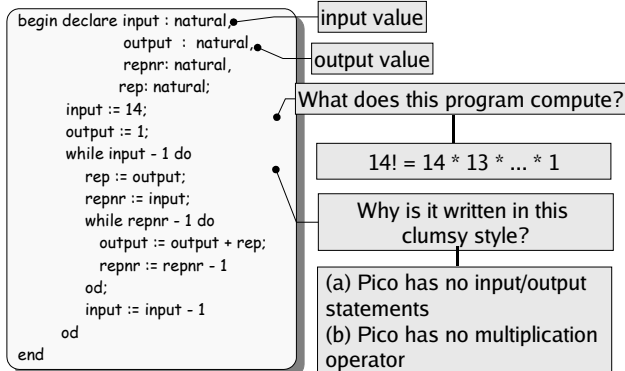 begin declare input : natural,
output : natural,
repnr: natural,
rep: natural;
input := 14;
output := 1;
while input - 1 do
rep := output;
repnr := input;
while repnr - 1 do
output := output + rep;
repnr := repnr - 1
od;
input := input - 1
od
end
input value
output value
What does this program compute?
14! = 14 * 13 * ... * 1
Why is it written in this
clumsy style?
(a) Pico has no input/output
statements
(b) Pico has no multiplication
operator